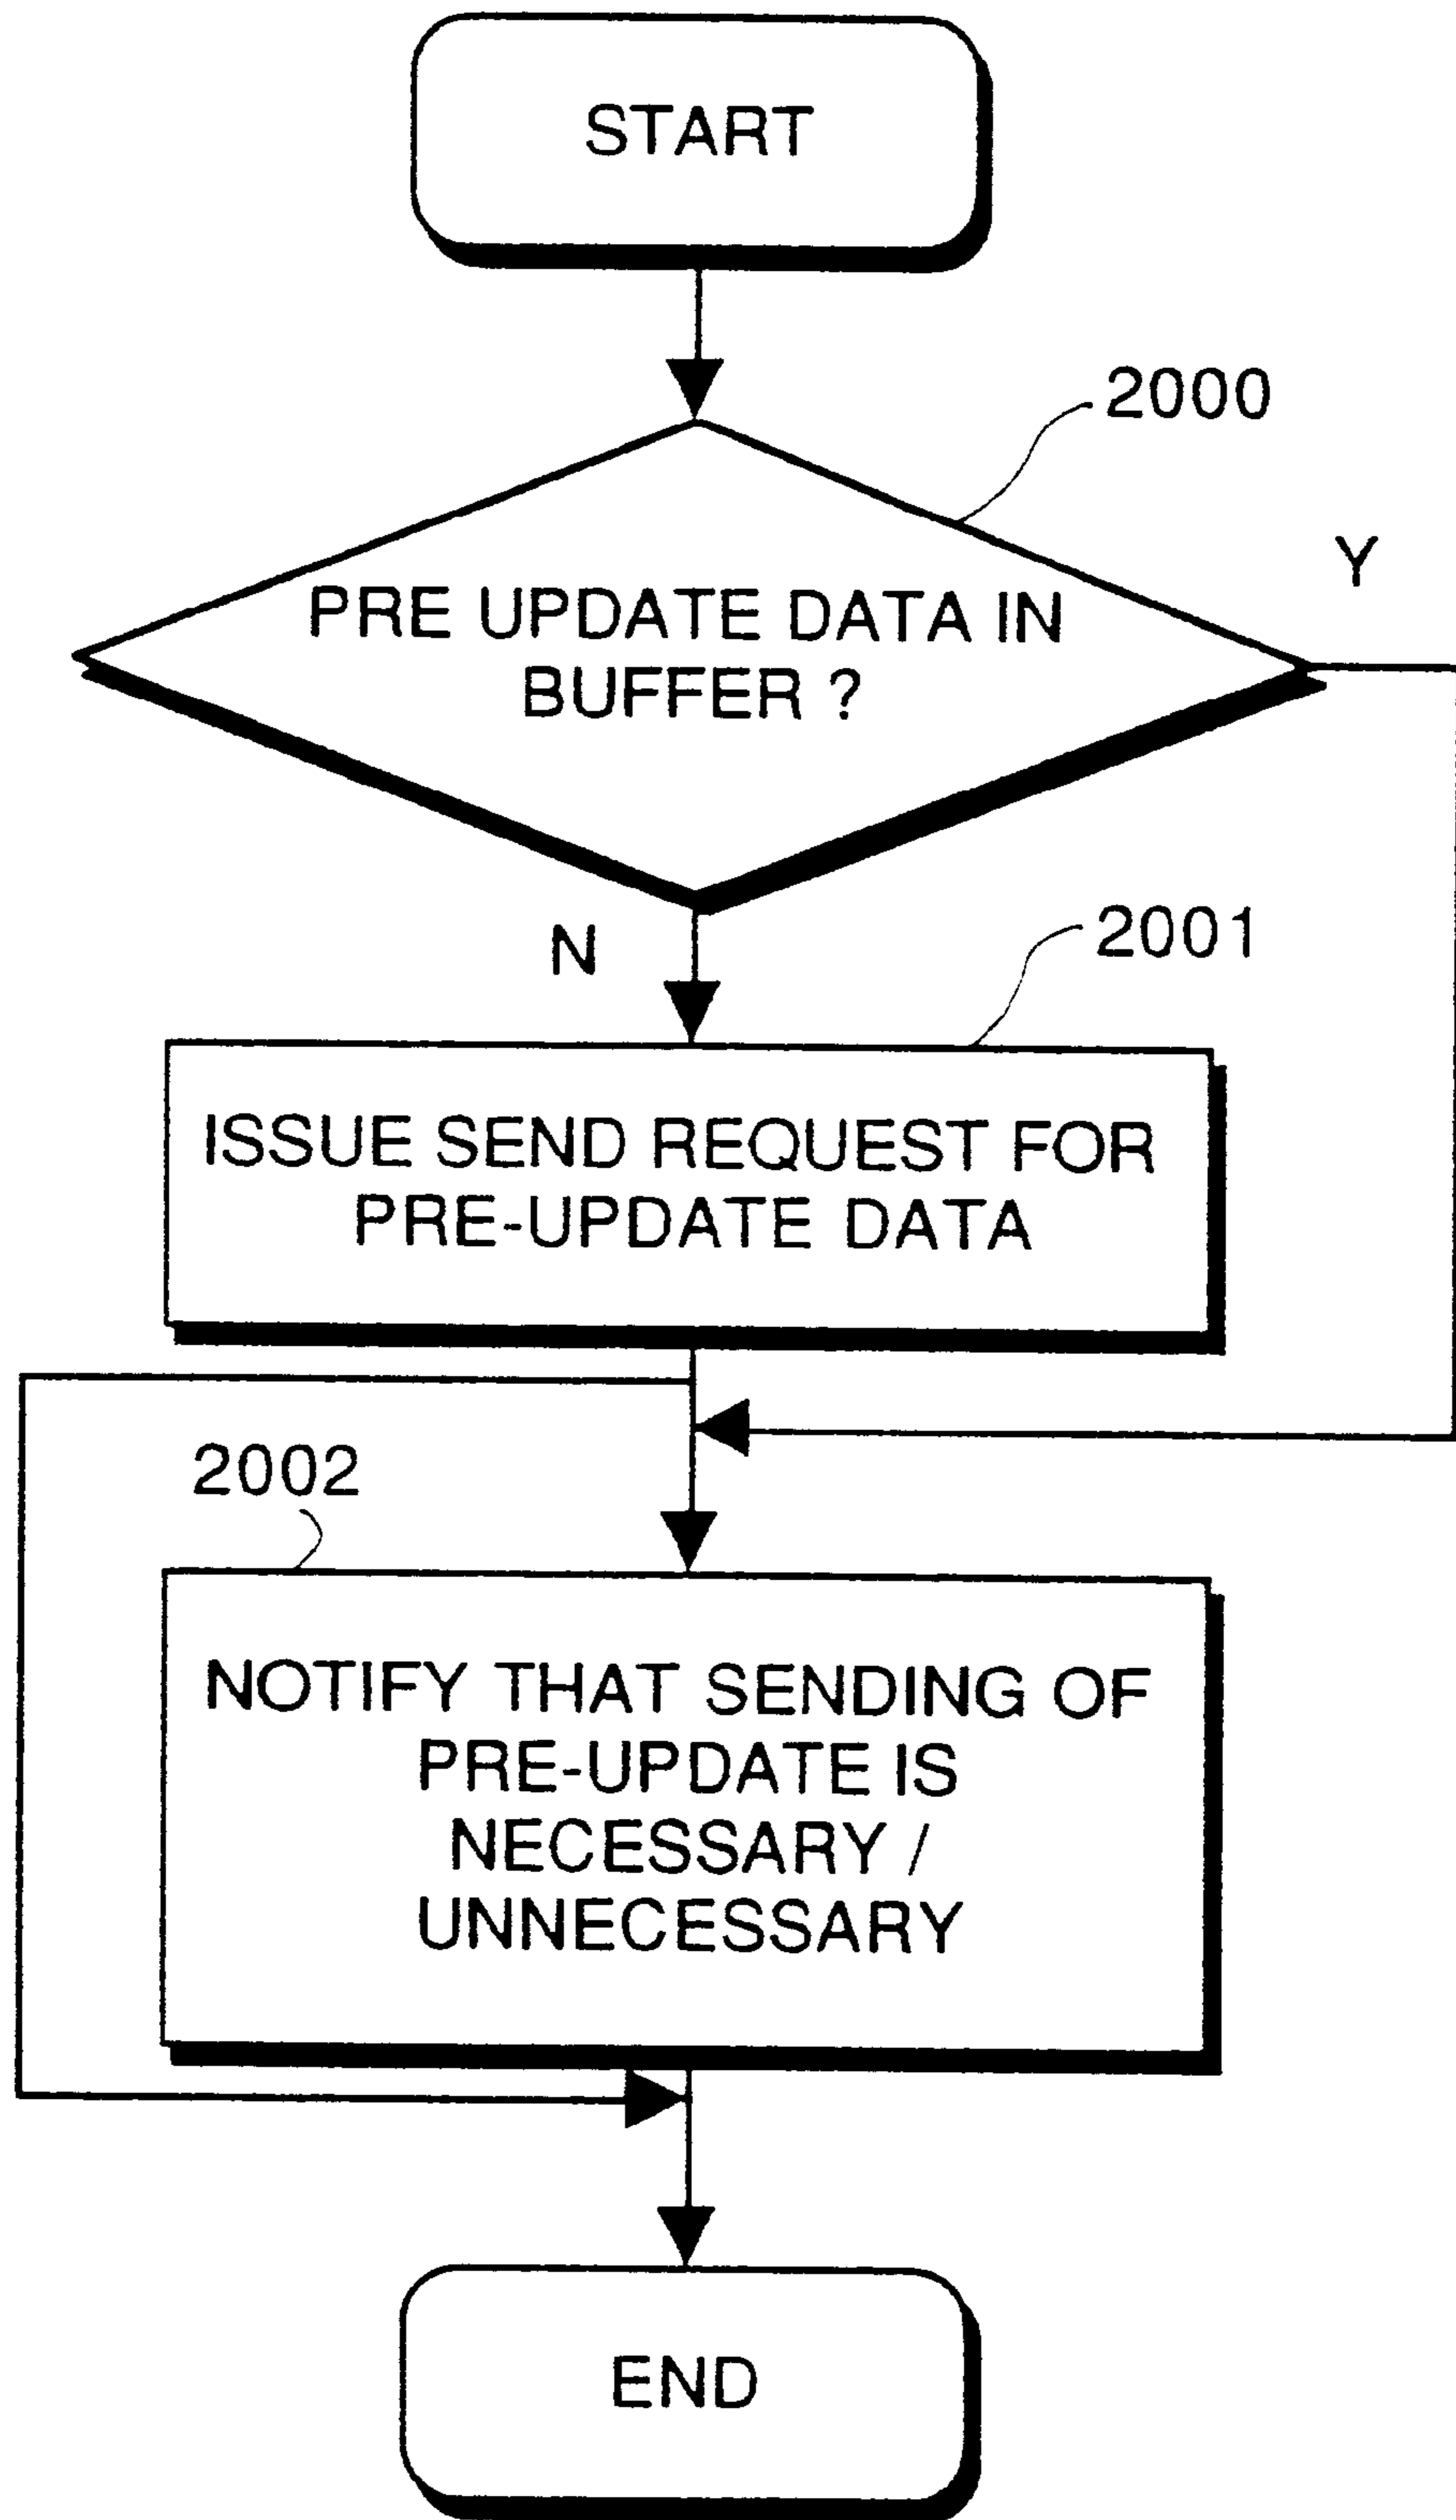 START
2000
Y
PRE UPDATE DATA IN
BUFFER ?
N
2001
ISSUE SEND REQUEST FOR
PRE-UPDATE DATA
2002
NOTIFY THAT SENDING OF
PRE-UPDATE IS
NECESSARY /
UNNECESSARY
END